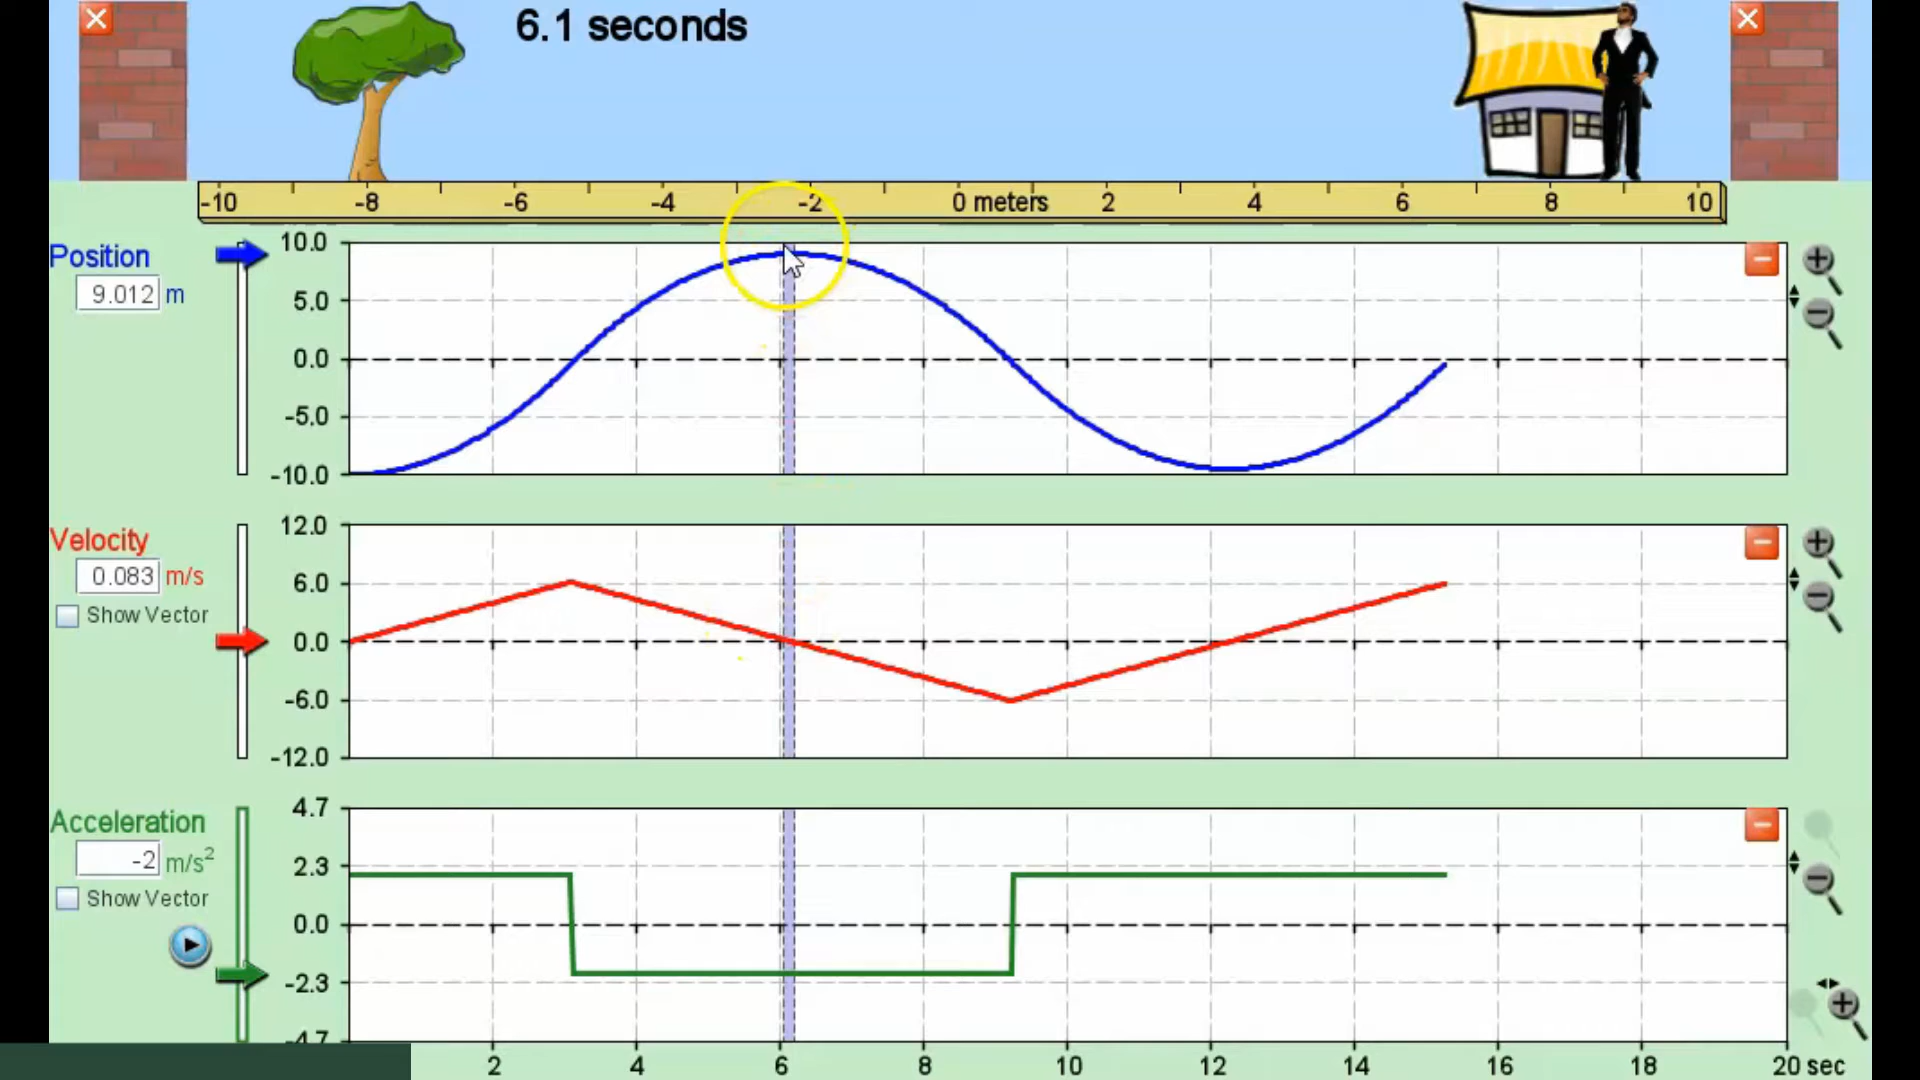 6.1 seconds
-10 -8 -6 -4 -2 0 meters 2 4 6 8 10
Position
9.012 m
10.0
5.0
0.0
-5.0
-10.0
Velocity
0.083 m/s
Show Vector
12.0
6.0
0.0
-6.0
-12.0
Acceleration
-2 m/s²
Show Vector
4.7
2.3
0.0
-2.3
-4.7
2 4 6 8 10 12 14 16 18 20 sec